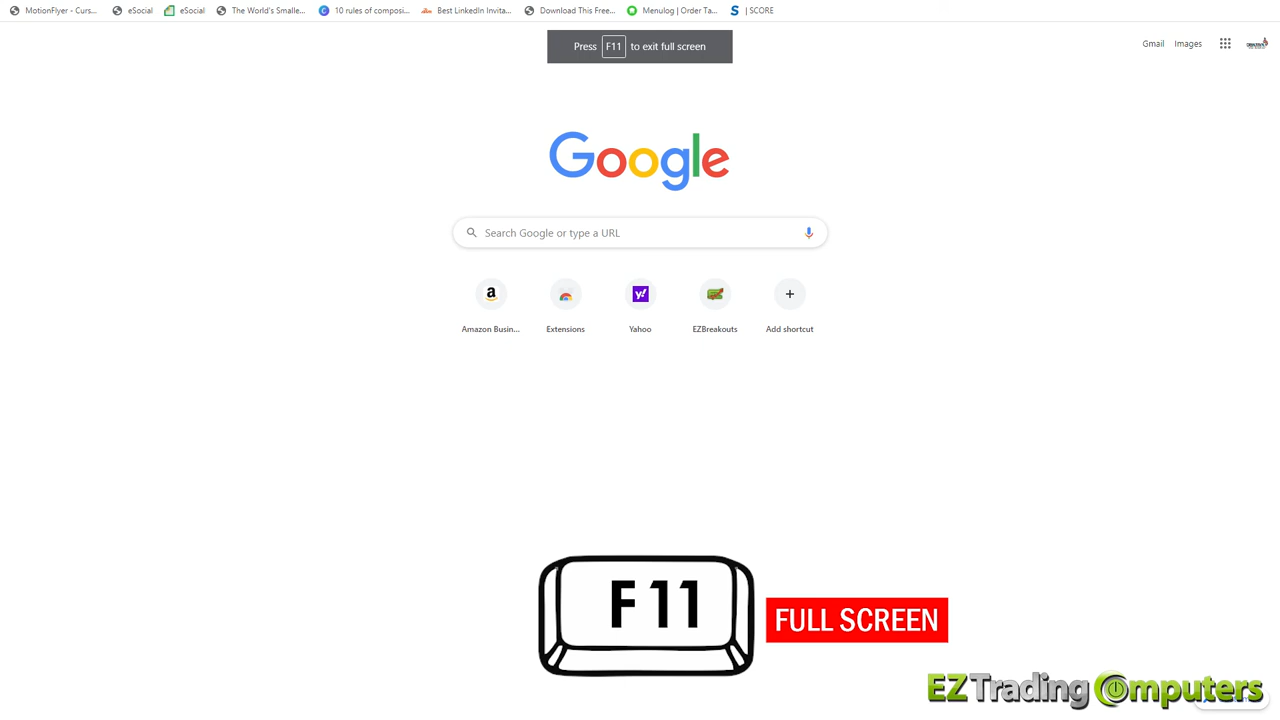 MotionFlyer - Curs... eSocial eSocial The World's Smalle... 10 rules of composi... Best LinkedIn Invita... Download This Free... Menulog | Order Ta... S | SCORE
Press F11 to exit full screen
Gmail Images
Google
Search Google or type a URL
a y!
Amazon Busin... Extensions Yahoo EZBreakouts Add shortcut
F11
FULL SCREEN
EZTrading Computers